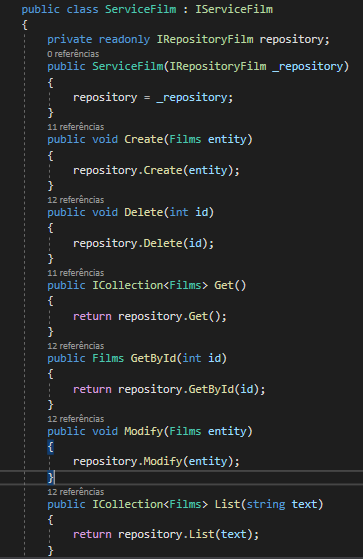 public class ServiceFilm : IServiceFilm
{
private readonly IRepositoryFilm repository;
0 referências
public ServiceFilm(IRepositoryFilm _repository)
{
repository = _repository;
}
11 referências
public void Create(Films entity)
{
repository.Create(entity);
}
12 referências
public void Delete(int id)
{
repository.Delete(id);
}
11 referências
public ICollection<Films> Get()
{
return repository.Get();
}
12 referências
public Films GetById(int id)
{
return repository.GetById(id);
}
12 referências
public void Modify(Films entity)
{
repository.Modify(entity);
}
12 referências
public ICollection<Films> List(string text)
{
return repository.List(text);
}